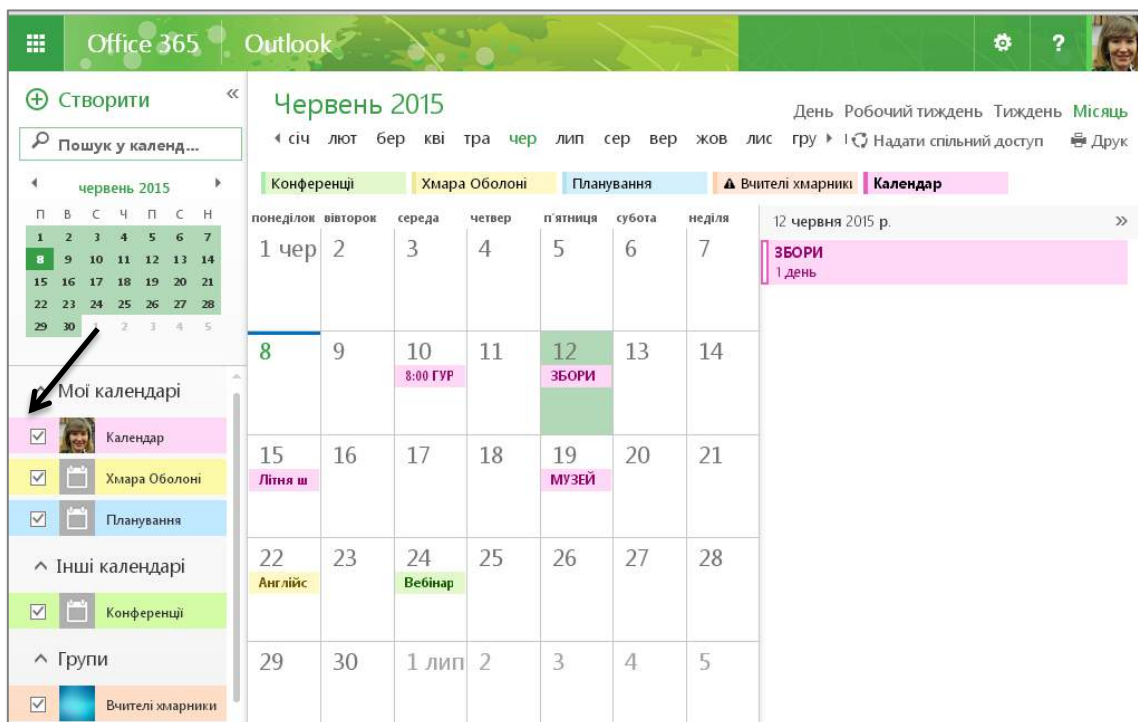 Office 365 Outlook ?
Створити «
Пошук у календ...
червень 2015
П В С Ч П С Н
1 2 3 4 5 6 7
8 9 10 11 12 13 14
15 16 17 18 19 20 21
22 23 24 25 26 27 28
29 30 1 2 3 4 5
Мої календарі
Календар
Хмара Оболоні
Планування
Інші календарі
Конференції
Групи
Вчителі хмарники
Червень 2015
День Робочий тиждень Тиждень Місяць
січ лют бер кві тра чер лип сер вер жов лис гру
Надати спільний доступ Друк
Конференції Хмара Оболоні Планування Вчителі хмарникі Календар
понеділок вівторок середа четвер п'ятниця субота неділя
1 чер 2 3 4 5 6 7
8 9 10 11 12 13 14
8:00 ГУР ЗБОРИ
15 16 17 18 19 20 21
Літня ш МУЗЕЙ
22 23 24 25 26 27 28
Англійс Вебінар
29 30 1 лип 2 3 4 5
12 червня 2015 р. »
ЗБОРИ
1 день